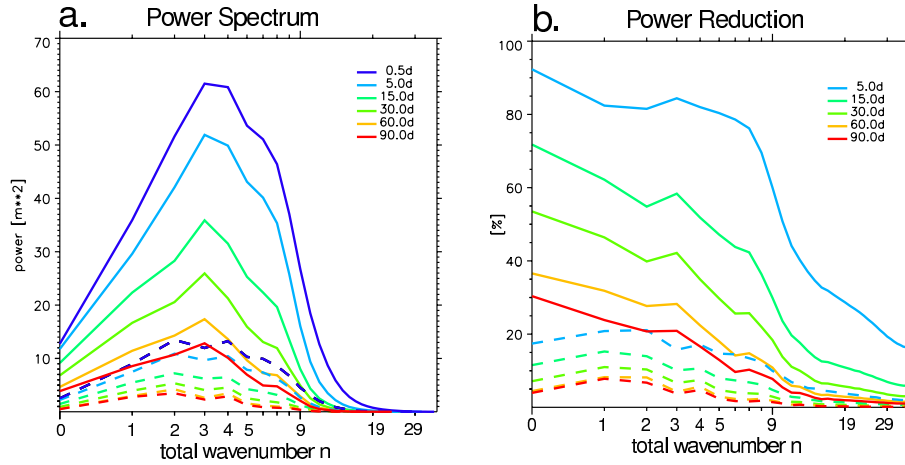 a. Power Spectrum
70
60
50
40
30
20
10
power [m**2]
0.5d
5.0d
15.0d
30.0d
60.0d
90.0d
0 1 2 3 4 5 9 19 29
total wavenumber n
b. Power Reduction
100
80
60
40
20
[%]
5.0d
15.0d
30.0d
60.0d
90.0d
0 1 2 3 4 5 9 19 29
total wavenumber n